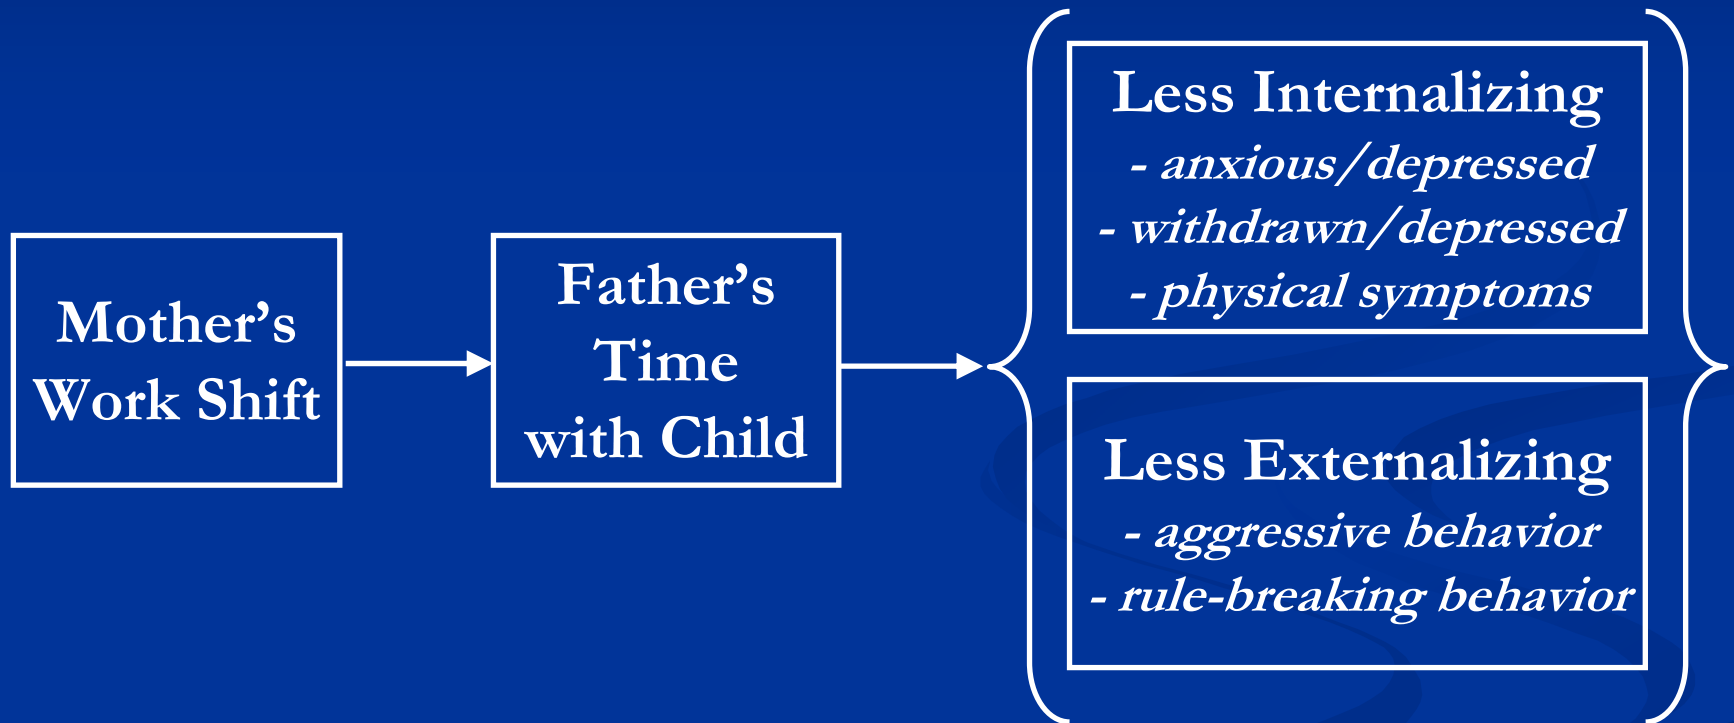 Mother’s
Work Shift
Father’s
Time
with Child
Less Internalizing
- anxious/depressed
- withdrawn/depressed
- physical symptoms
Less Externalizing
- aggressive behavior
- rule-breaking behavior